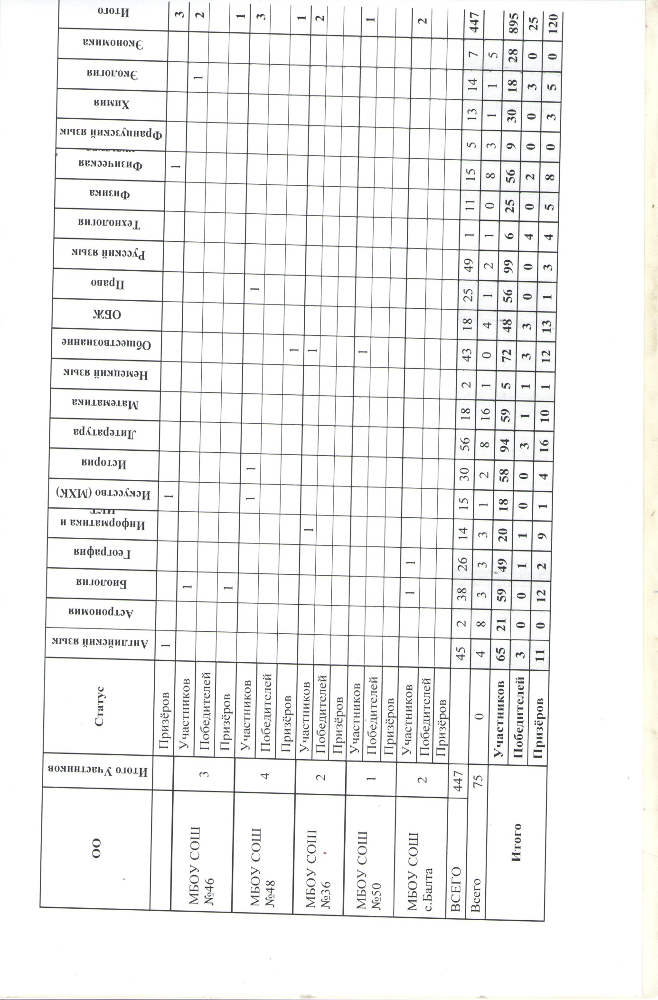 ОО
Итого Участников
Статус
Английский язык
Астрономия
Биология
География
Информатика и
Искусство (МХК)
История
Литература
Математика
Немецкий язык
Обществознание
ОБЖ
Право
Русский язык
Технология
Физика
Физическая
Французский язык
Химия
Экология
Экономика
Итого
Призёров 1 1 1 3
МБОУ СОШ
№46
3
Участников 1 1 2
Победителей
Призёров 1 1
МБОУ СОШ
№48
4
Участников 1 1 1 3
Победителей
Призёров 1 1
МБОУ СОШ
№36
2
Участников 1 1 2
Победителей
Призёров
МБОУ СОШ
№50
1
Участников 1 1
Победителей
Призёров
МБОУ СОШ
с.Балта
2
Участников 1 1 2
Победителей
Призёров
ВСЕГО 447 45 2 38 26 14 15 30 56 18 2 43 18 25 49 1 11 15 5 13 14 7 447
Всего 75 0 4 8 3 3 3 1 2 8 16 1 0 4 1 2 1 0 8 3 1 1 5
Итого
Участников 65 21 59 49 20 18 58 94 59 5 72 48 56 99 6 25 56 9 30 18 28 895
Победителей 3 0 0 1 1 0 0 3 1 1 3 3 0 0 4 0 2 0 0 3 0 25
Призёров 11 0 12 2 9 1 4 16 10 1 12 13 1 3 4 5 8 0 3 5 0 120